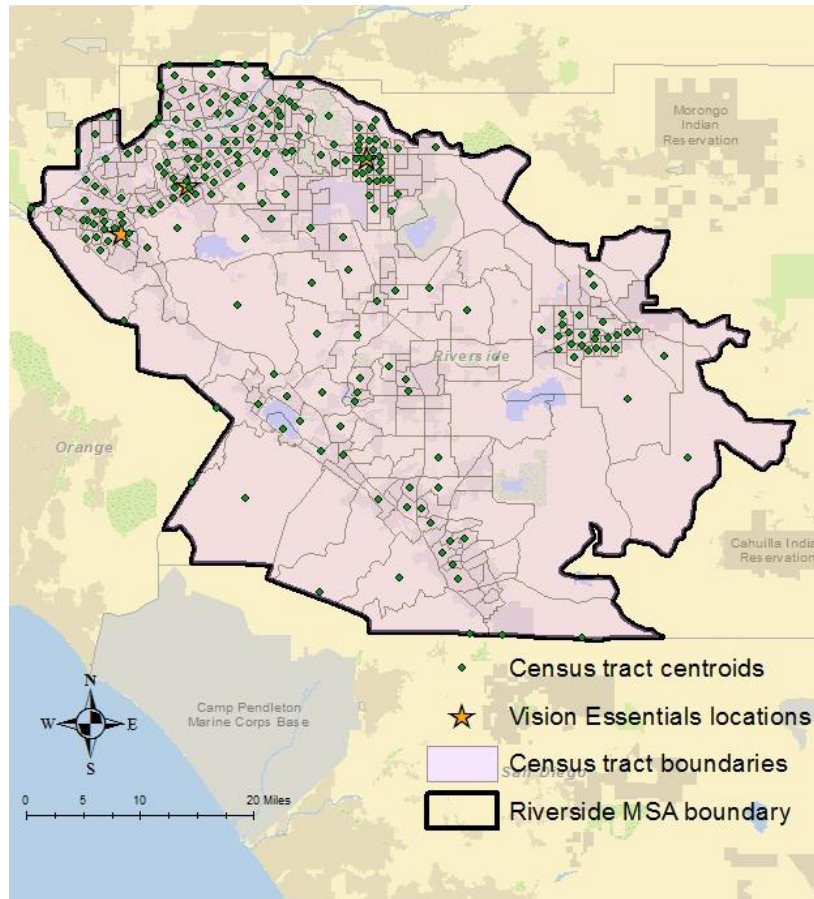 Morongo
Indian
Reservation
Riverside
Orange
Cahuilla India
Reservation
Camp Pendleton
Marine Corps Base
San Diego
N
W
E
S
0
5
10
20 Miles
Census tract centroids
Vision Essentials locations
Census tract boundaries
Riverside MSA boundary